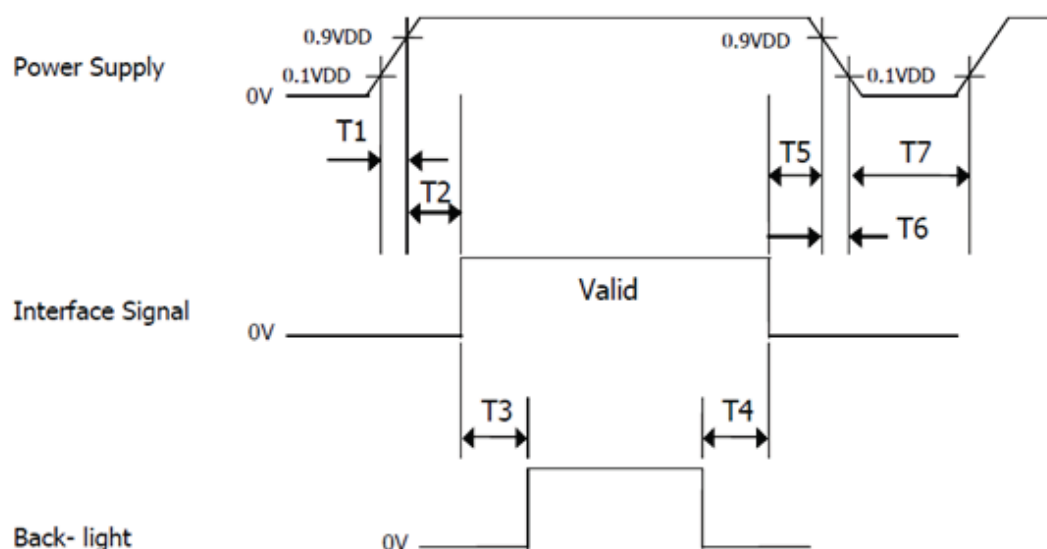 0.9VDD 0.9VDD
Power Supply 0.1VDD 0.1VDD
0V
T1 T5 T7
T2
T6
Valid
Interface Signal
0V
T3 T4
Back- light 0V